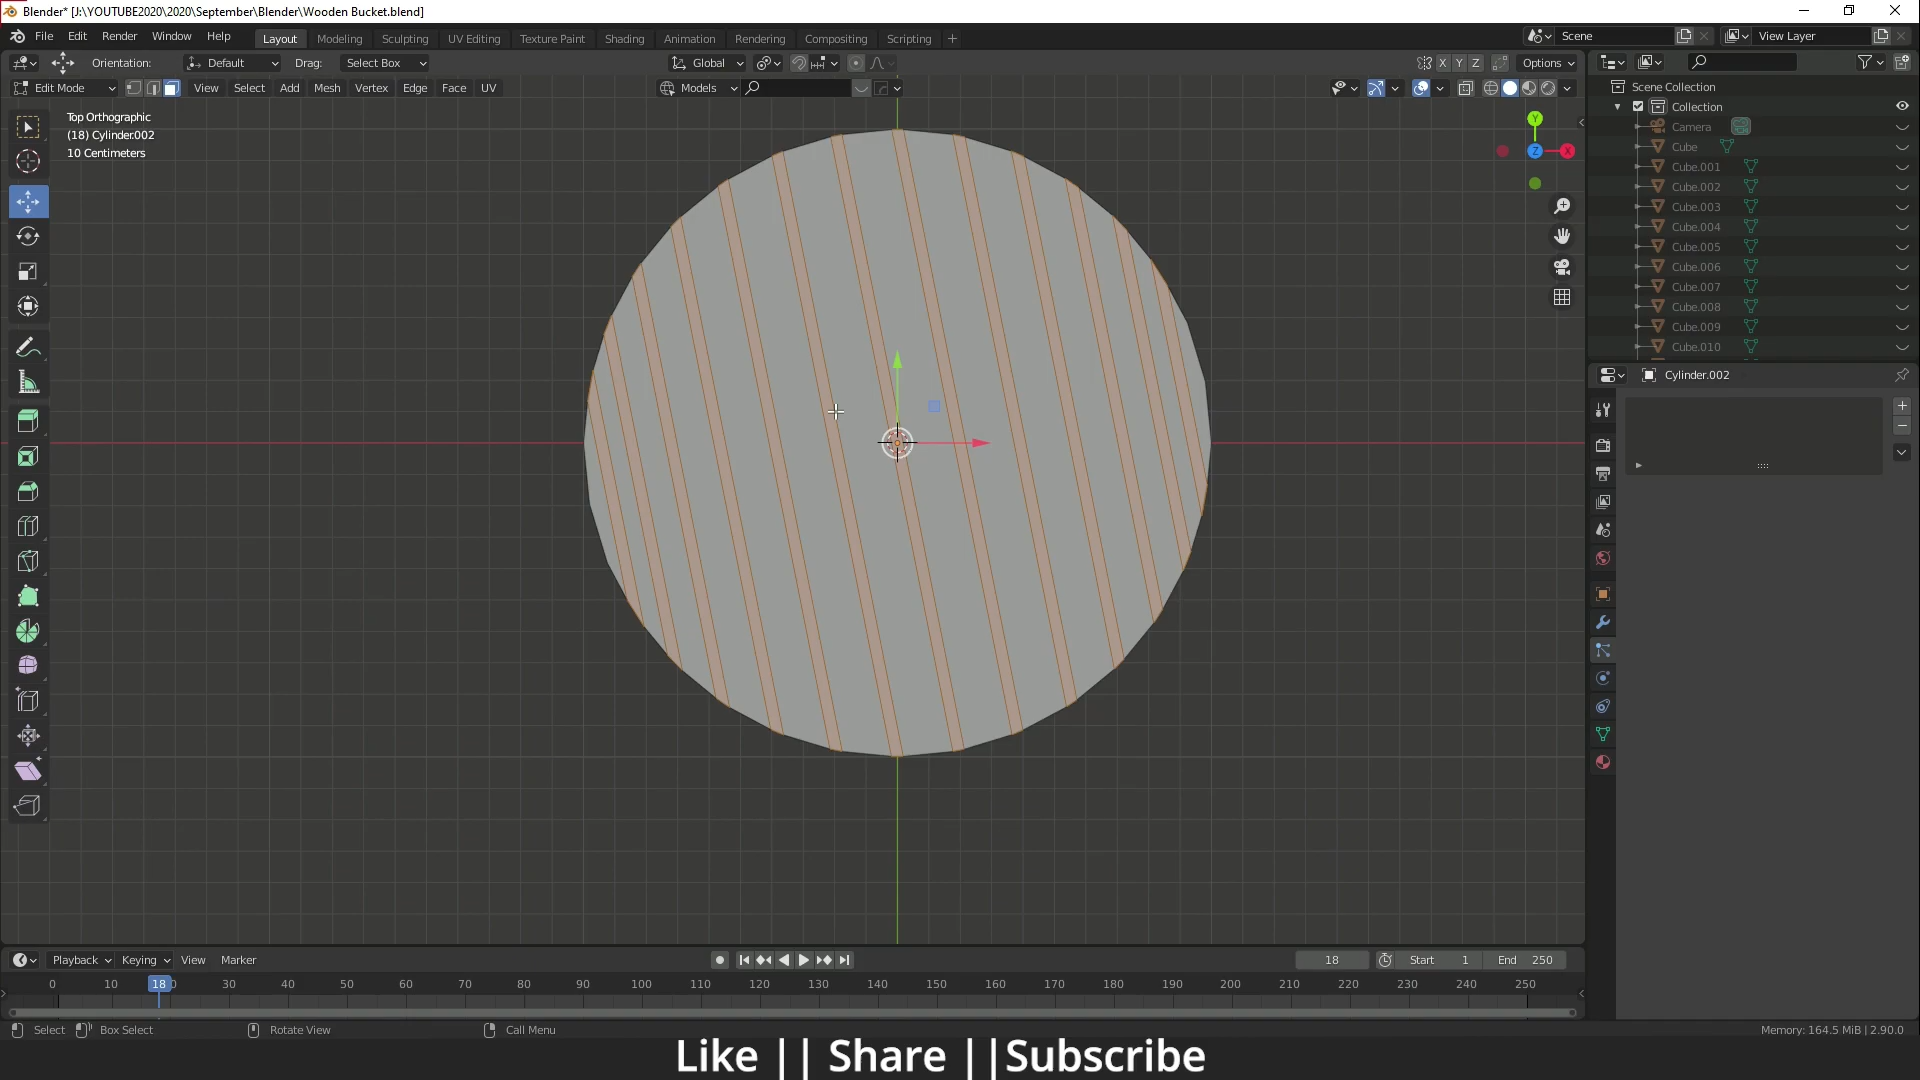 Blender* [J:\YOUTUBE2020\2020\September\Blender\Wooden Bucket.blend]
File Edit Render Window Help Layout Modeling Sculpting UV Editing Texture Paint Shading Animation Rendering Compositing Scripting + Scene View Layer
Orientation: Default Drag: Select Box Global X Y Z Options
Edit Mode View Select Add Mesh Vertex Edge Face UV Models
Top Orthographic
(18) Cylinder.002
10 Centimeters
Y
Z X
Scene Collection
Collection
Camera
Cube
Cube.001
Cube.002
Cube.003
Cube.004
Cube.005
Cube.006
Cube.007
Cube.008
Cube.009
Cube.010
Cylinder.002
Playback Keying View Marker 18 Start 1 End 250
0 10 18 30 40 50 60 70 80 90 100 110 120 130 140 150 160 170 180 190 200 210 220 230 240 250
Select Box Select Rotate View Call Menu Memory: 164.5 MiB | 2.90.0
Like || Share ||Subscribe